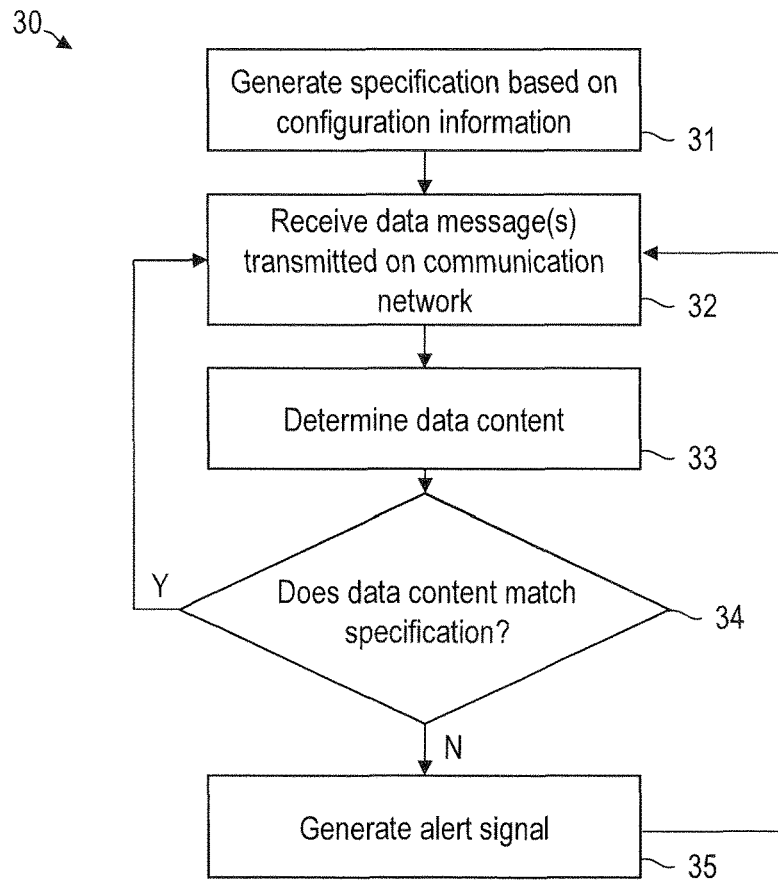 30
Generate specification based on
configuration information
31
Receive data message(s)
transmitted on communication
network
32
Determine data content
33
Y
Does data content match
specification?
34
N
Generate alert signal
35